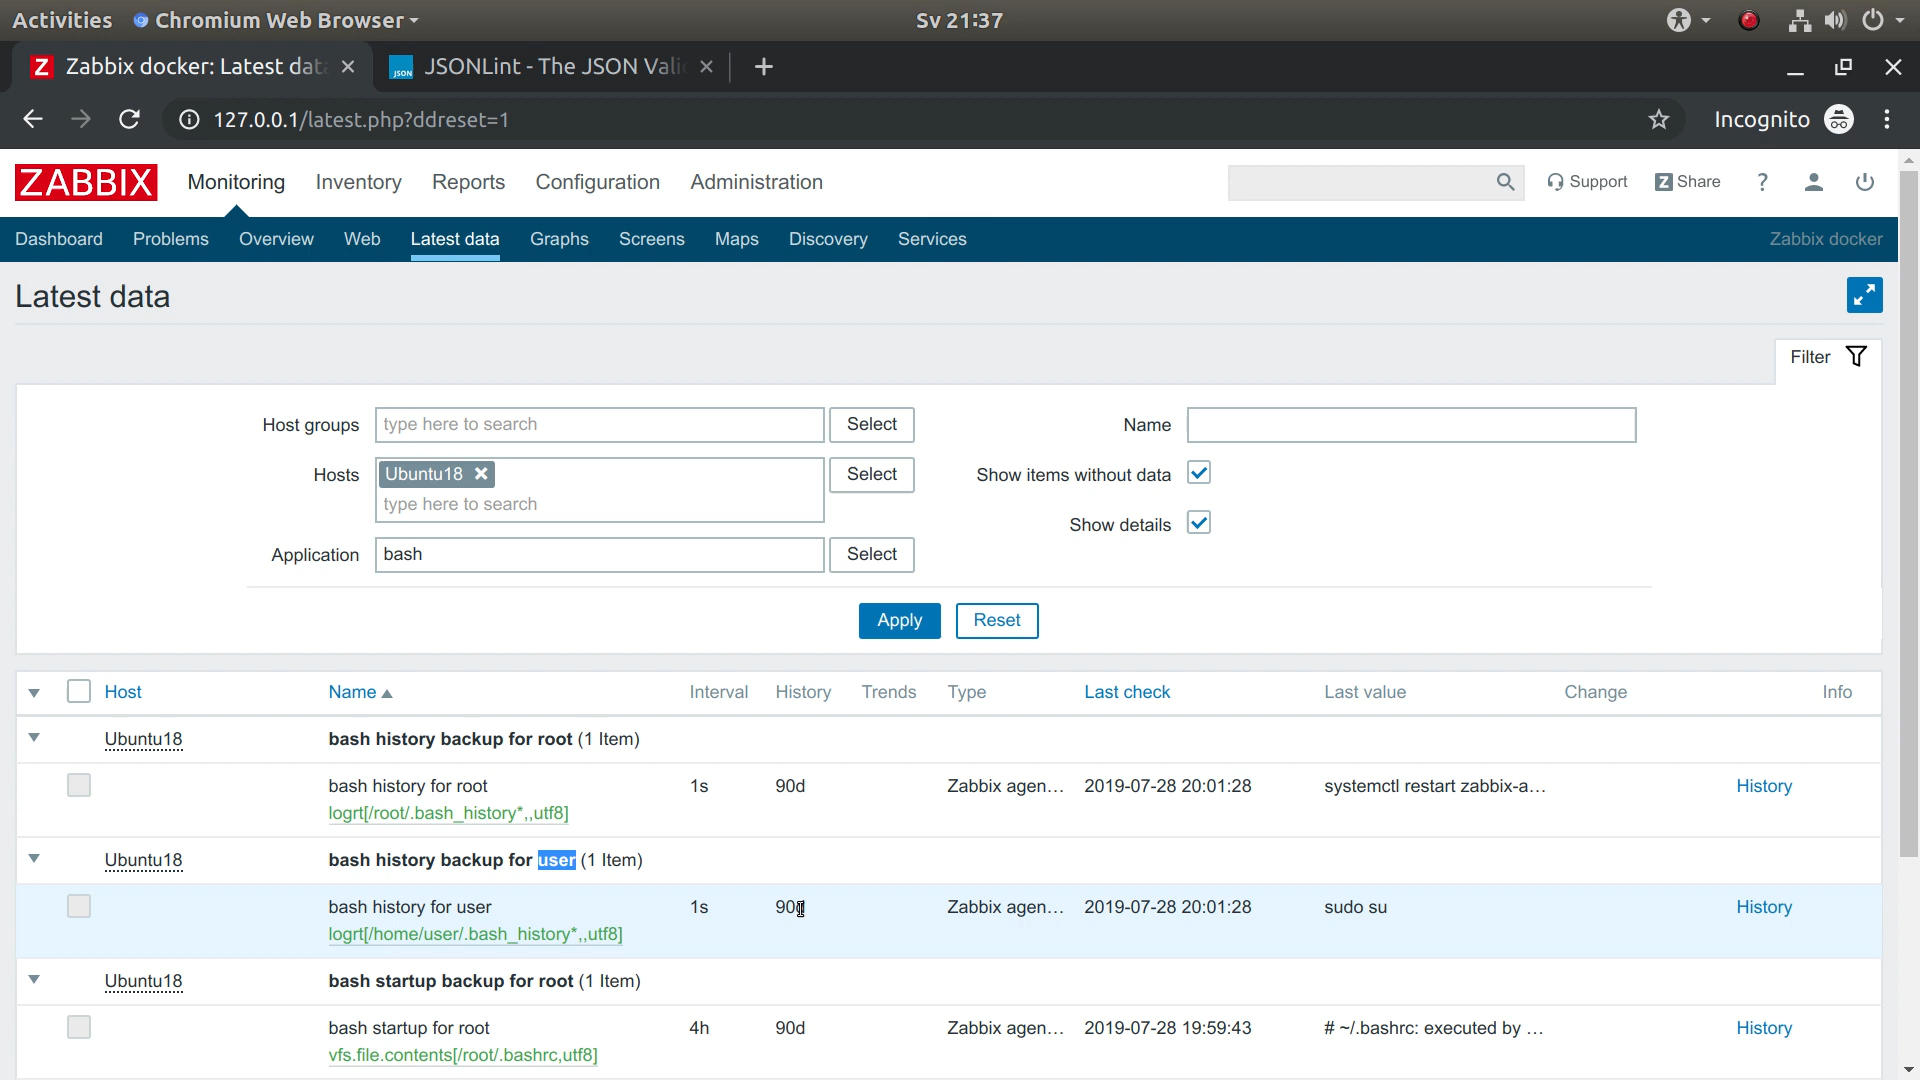 Activities Chromium Web Browser Sv 21:37
Z Zabbix docker: Latest dat JSON JSONLint - The JSON Vali
127.0.0.1/latest.php?ddreset=1 Incognito
ZABBIX Monitoring Inventory Reports Configuration Administration Support Z Share ?
Dashboard Problems Overview Web Latest data Graphs Screens Maps Discovery Services Zabbix docker
Latest data
Filter
Host groups type here to search Select Name
Hosts Ubuntu18 Select Show items without data
type here to search
Show details
Application bash Select
Apply Reset
Host Name Interval History Trends Type Last check Last value Change Info
Ubuntu18 bash history backup for root (1 Item)
bash history for root 1s 90d Zabbix agen... 2019-07-28 20:01:28 systemctl restart zabbix-a... History
logrt[/root/.bash_history*,,utf8]
Ubuntu18 bash history backup for user (1 Item)
bash history for user 1s 90d Zabbix agen... 2019-07-28 20:01:28 sudo su History
logrt[/home/user/.bash_history*,,utf8]
Ubuntu18 bash startup backup for root (1 Item)
bash startup for root 4h 90d Zabbix agen... 2019-07-28 19:59:43 # ~/.bashrc: executed by ... History
vfs.file.contents[/root/.bashrc,utf8]